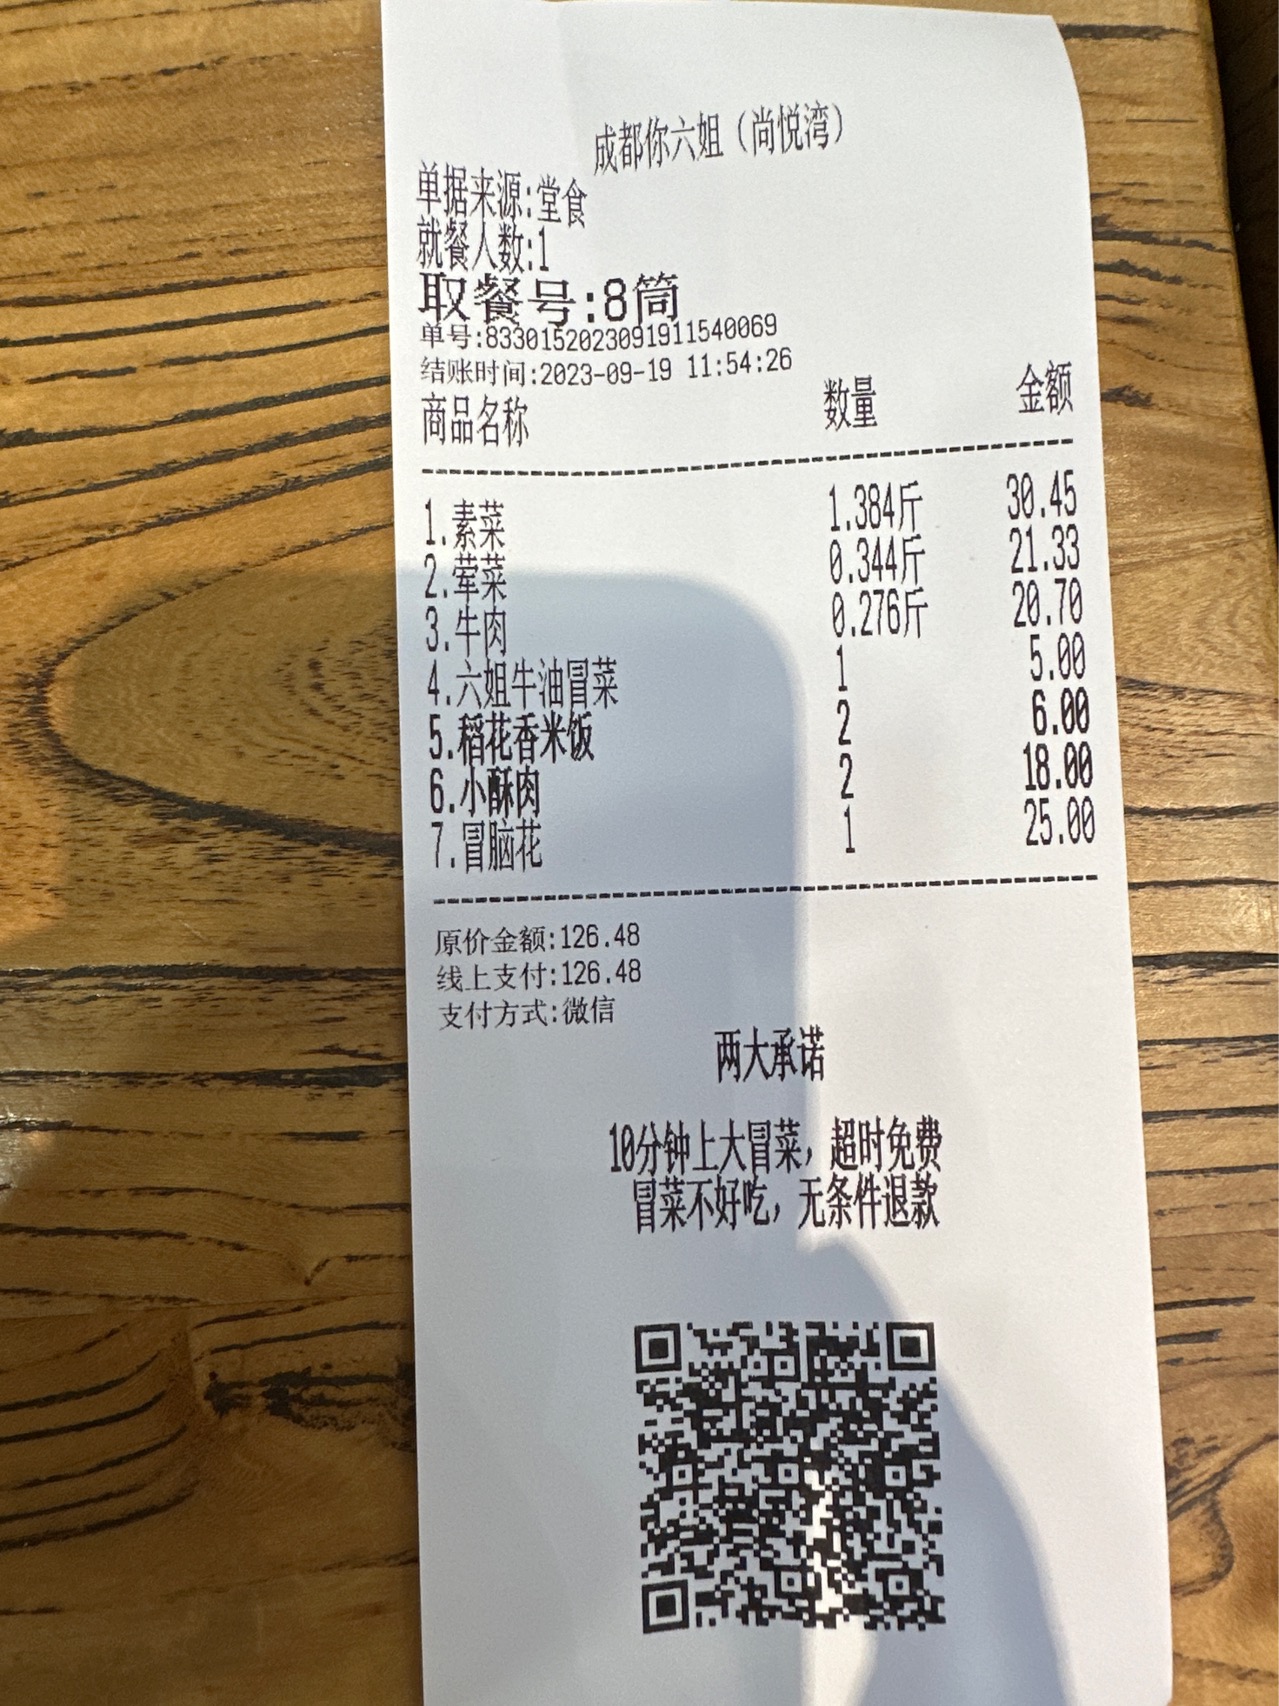 成都你六姐（尚悦湾）
单据来源:堂食
就餐人数:1
取餐号:8筒
单号:8330152023091911540069
结账时间:2023-09-19 11:54:26
商品名称 数量 金额
1.素菜 1.384斤 30.45
2.荤菜 0.344斤 21.33
3.牛肉 0.276斤 20.70
4.六姐牛油冒菜 1 5.00
5.稻花香米饭 2 6.00
6.小酥肉 2 18.00
7.冒脑花 1 25.00
原价金额:126.48
线上支付:126.48
支付方式:微信
两大承诺
10分钟上大冒菜，超时免费
冒菜不好吃，无条件退款